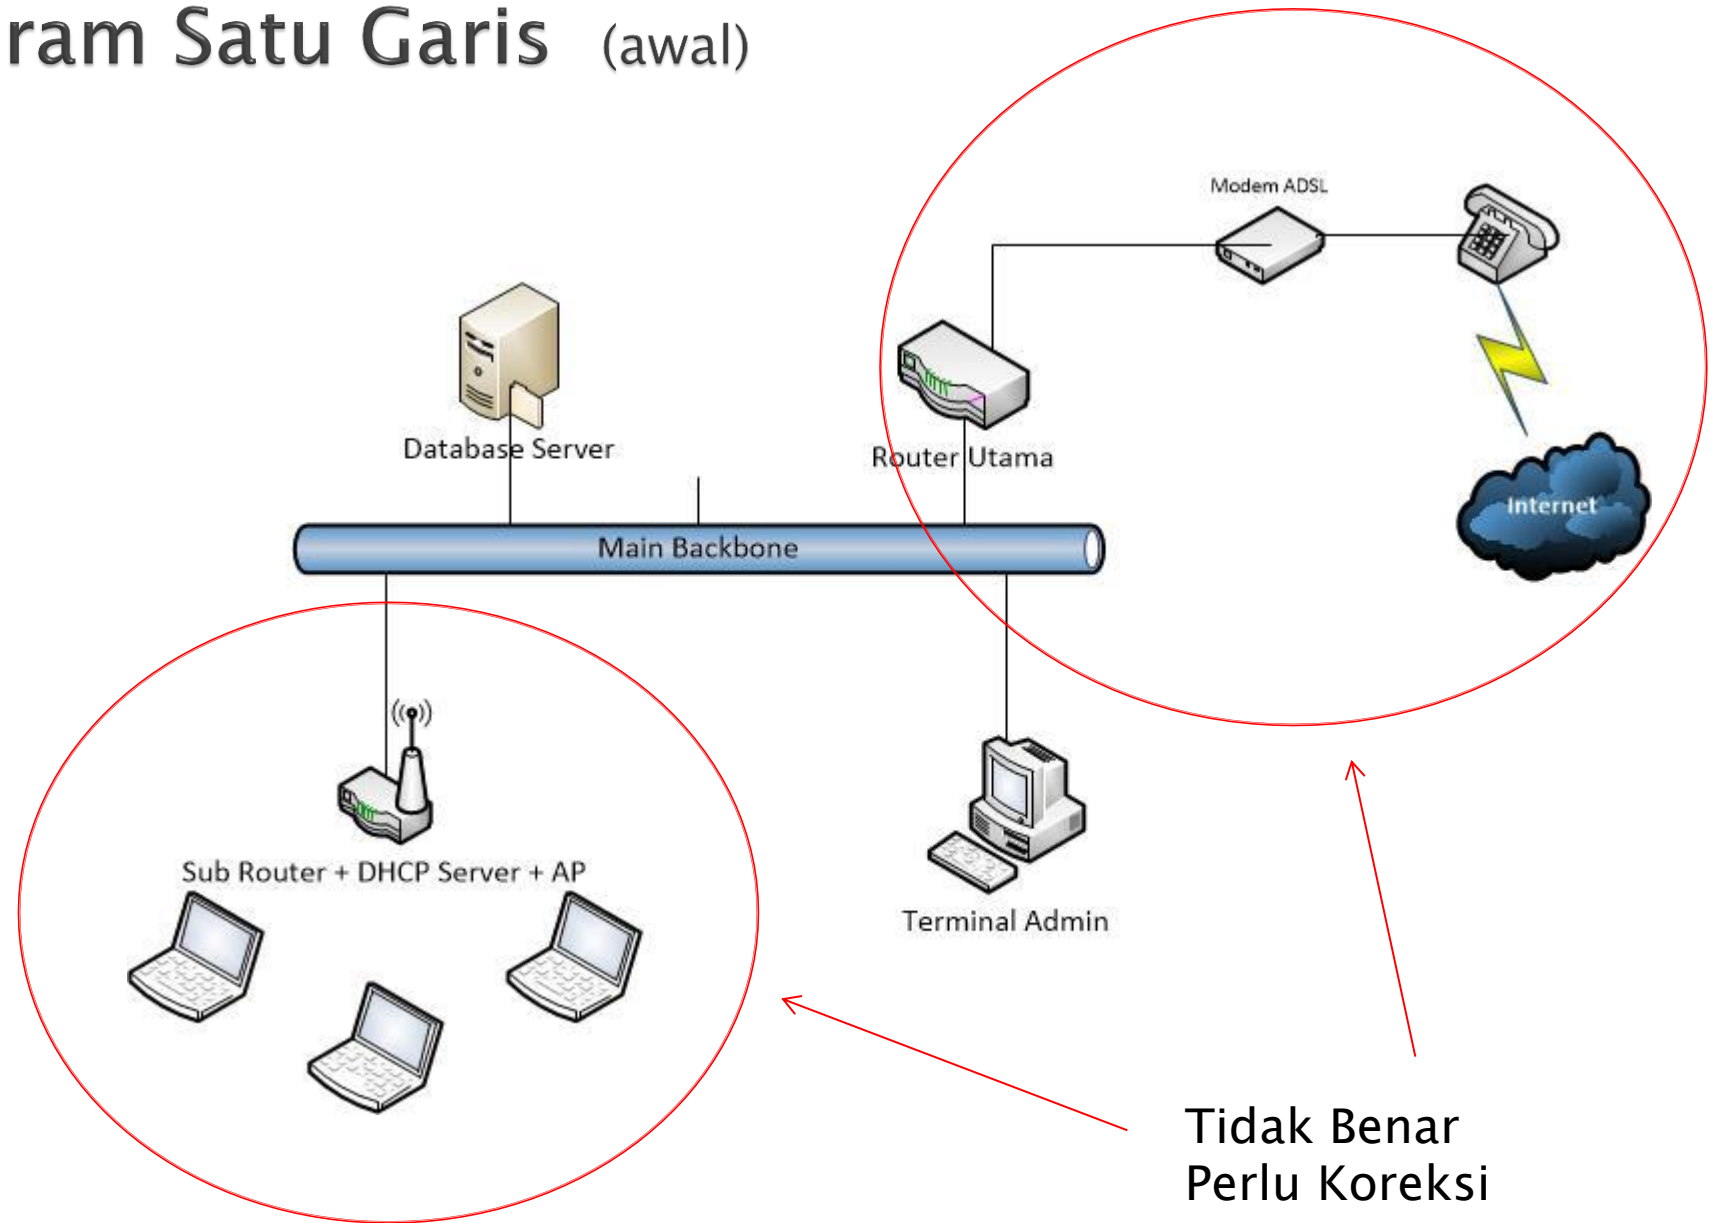 ram Satu Garis (awal)
Modem ADSL
Database Server
Router Utama
Internet
Main Backbone
Sub Router + DHCP Server + AP
Terminal Admin
Tidak Benar
Perlu Koreksi